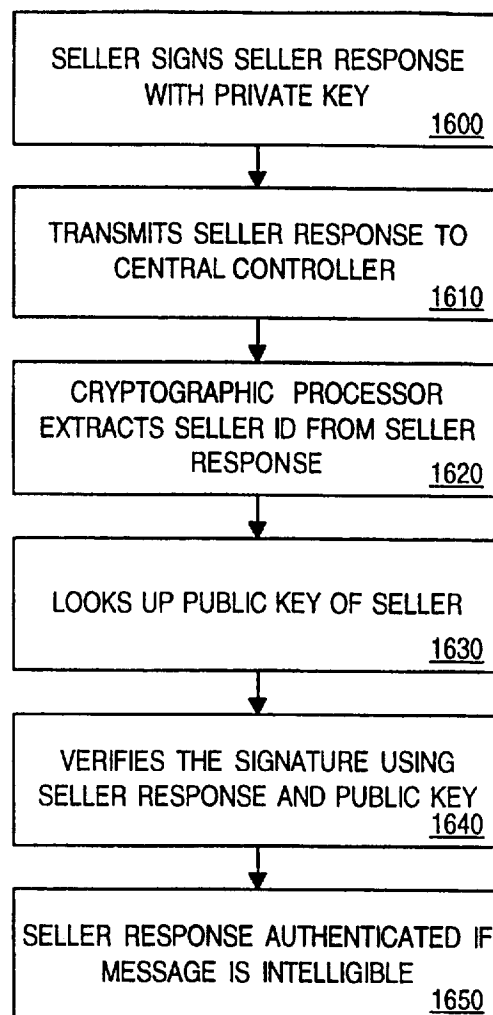 SELLER SIGNS SELLER RESPONSE
WITH PRIVATE KEY
1600
TRANSMITS SELLER RESPONSE TO
CENTRAL CONTROLLER
1610
CRYPTOGRAPHIC PROCESSOR
EXTRACTS SELLER ID FROM SELLER
RESPONSE
1620
LOOKS UP PUBLIC KEY OF SELLER
1630
VERIFIES THE SIGNATURE USING
SELLER RESPONSE AND PUBLIC KEY
1640
SELLER RESPONSE AUTHENTICATED IF
MESSAGE IS INTELLIGIBLE
1650